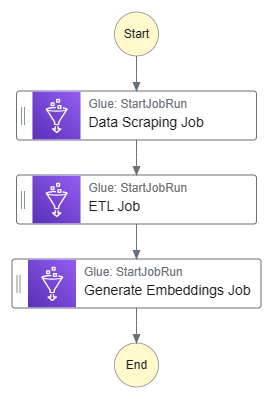 Start
Glue: StartJobRun
Data Scraping Job
Glue: StartJobRun
ETL Job
Glue: StartJobRun
Generate Embeddings Job
End